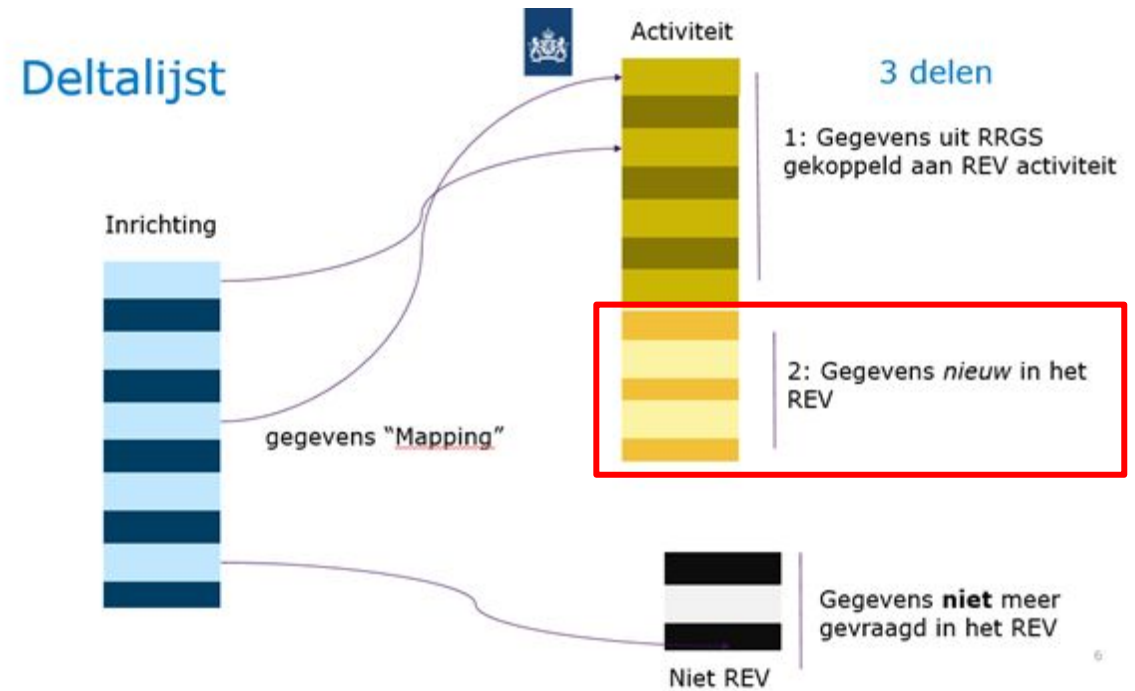 Deltalijst
Activiteit
3 delen
1: Gegevens uit RRGS
gekoppeld aan REV activiteit
Inrichting
gegevens “Mapping”
2: Gegevens nieuw in het
REV
Gegevens niet meer
gevraagd in het REV
Niet REV
6